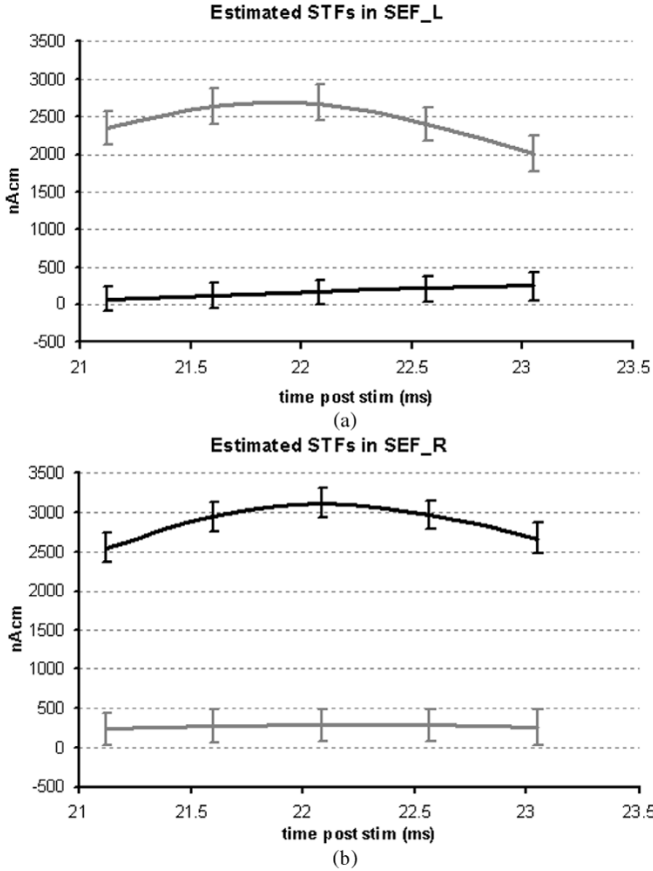 Estimated STFs in SEF_L
3500
3000
2500
2000
1500
1000
500
0
-500
nAcm
21 21.5 22 22.5 23 23.5
time post stim (ms)
(a)
Estimated STFs in SEF_R
3500
3000
2500
2000
1500
1000
500
0
-500
nAcm
21 21.5 22 22.5 23 23.5
time post stim (ms)
(b)